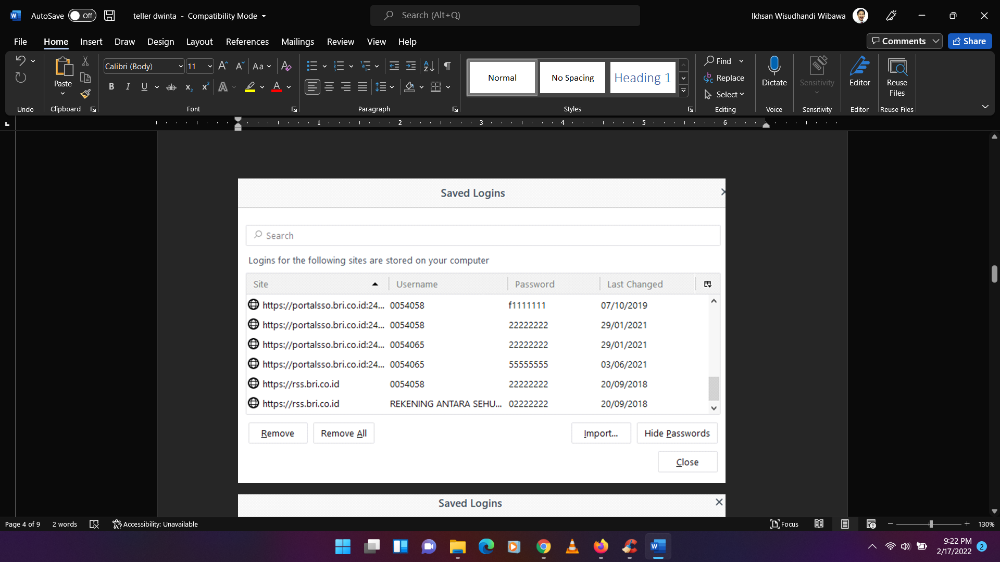 AutoSave Off teller dwinta - Compatibility Mode Search (Alt+Q) Ikhsan Wisudhandi Wibawa
File Home Insert Draw Design Layout References Mailings Review View Help Comments Share
Paste
Undo Clipboard
Calibri (Body) 11 Aa
B I U ab x2 x2 A A
Font
Paragraph
Normal No Spacing Heading 1
Styles
Find
Replace
Select
Editing
Dictate
Voice
Sensitivity
Sensitivity
Editor
Editor
Reuse
Files
Reuse Files
1 2 3 4 5 6
Saved Logins
Search
Logins for the following sites are stored on your computer
Site Username Password Last Changed
https://portalsso.bri.co.id:24... 0054058 f1111111 07/10/2019
https://portalsso.bri.co.id:24... 0054058 22222222 29/01/2021
https://portalsso.bri.co.id:24... 0054065 22222222 29/01/2021
https://portalsso.bri.co.id:24... 0054065 55555555 03/06/2021
https://rss.bri.co.id 0054058 22222222 20/09/2018
https://rss.bri.co.id REKENING ANTARA SEHU... 02222222 20/09/2018
Remove Remove All Import... Hide Passwords
Close
Saved Logins
Page 4 of 9 2 words Accessibility: Unavailable Focus 130%
9:22 PM
2/17/2022 2